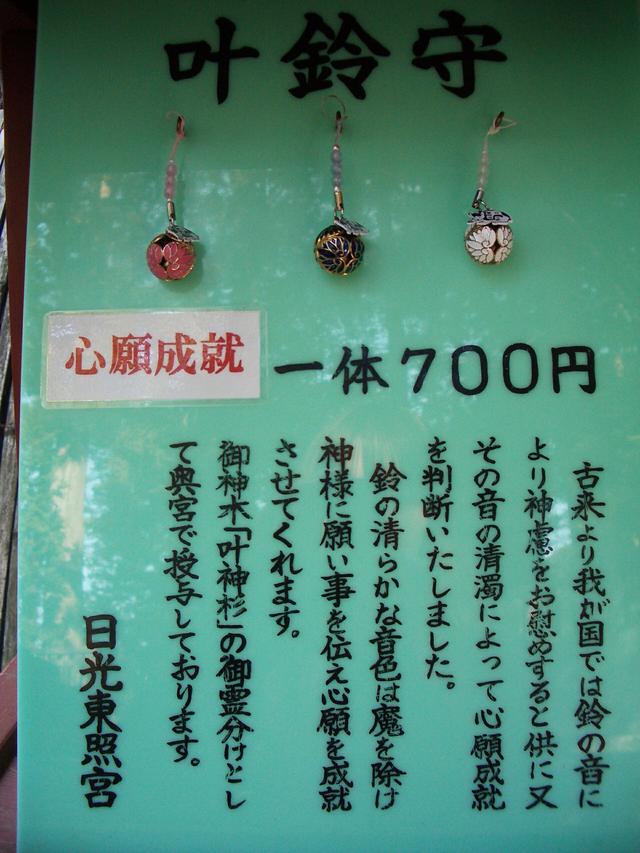 叶鈴守
心願成就
一体700円
古来より我が国では鈴の音に
より神慮をお慰めすると供に又
その音の清濁によって心願成就
を判断いたしました。
鈴の清らかな音色は魔を除け
神様に願い事を伝え心願を成就
させてくれます。
御神木「叶神杉」の御霊分けとし
て奥宮で授与しております。
日光東照宮